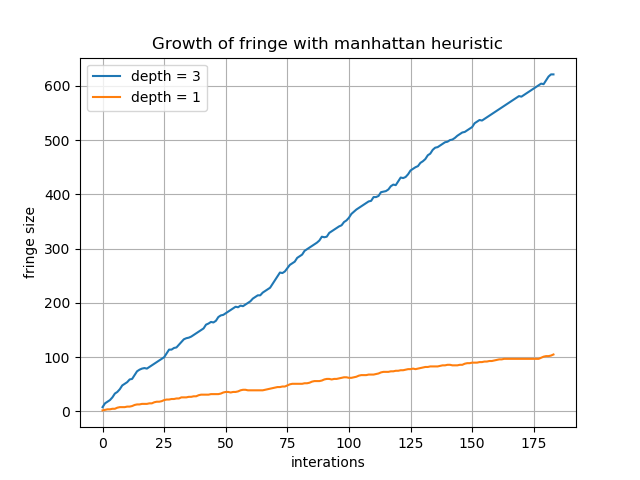 Growth of fringe with manhattan heuristic
depth = 3
depth = 1
fringe size
600
500
400
300
200
100
0
0 25 50 75 100 125 150 175
interations